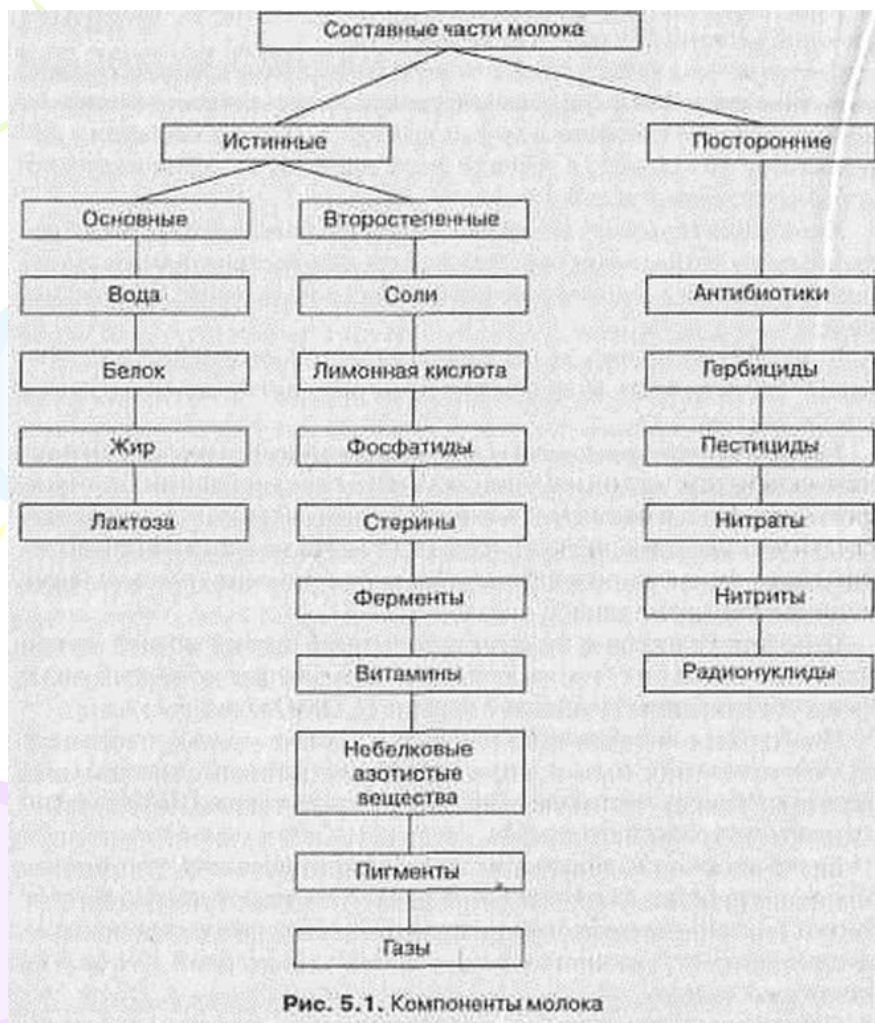 Составные части молока
Истинные
Посторонние
Основные
Второстепенные
Вода
Соли
Антибиотики
Белок
Лимонная кислота
Гербициды
Жир
Фосфатиды
Пестициды
Лактоза
Стерины
Нитраты
Ферменты
Нитриты
Витамины
Радионуклиды
Небелковые
азотистые
вещества
Пигменты
Газы
Рис. 5.1. Компоненты молока